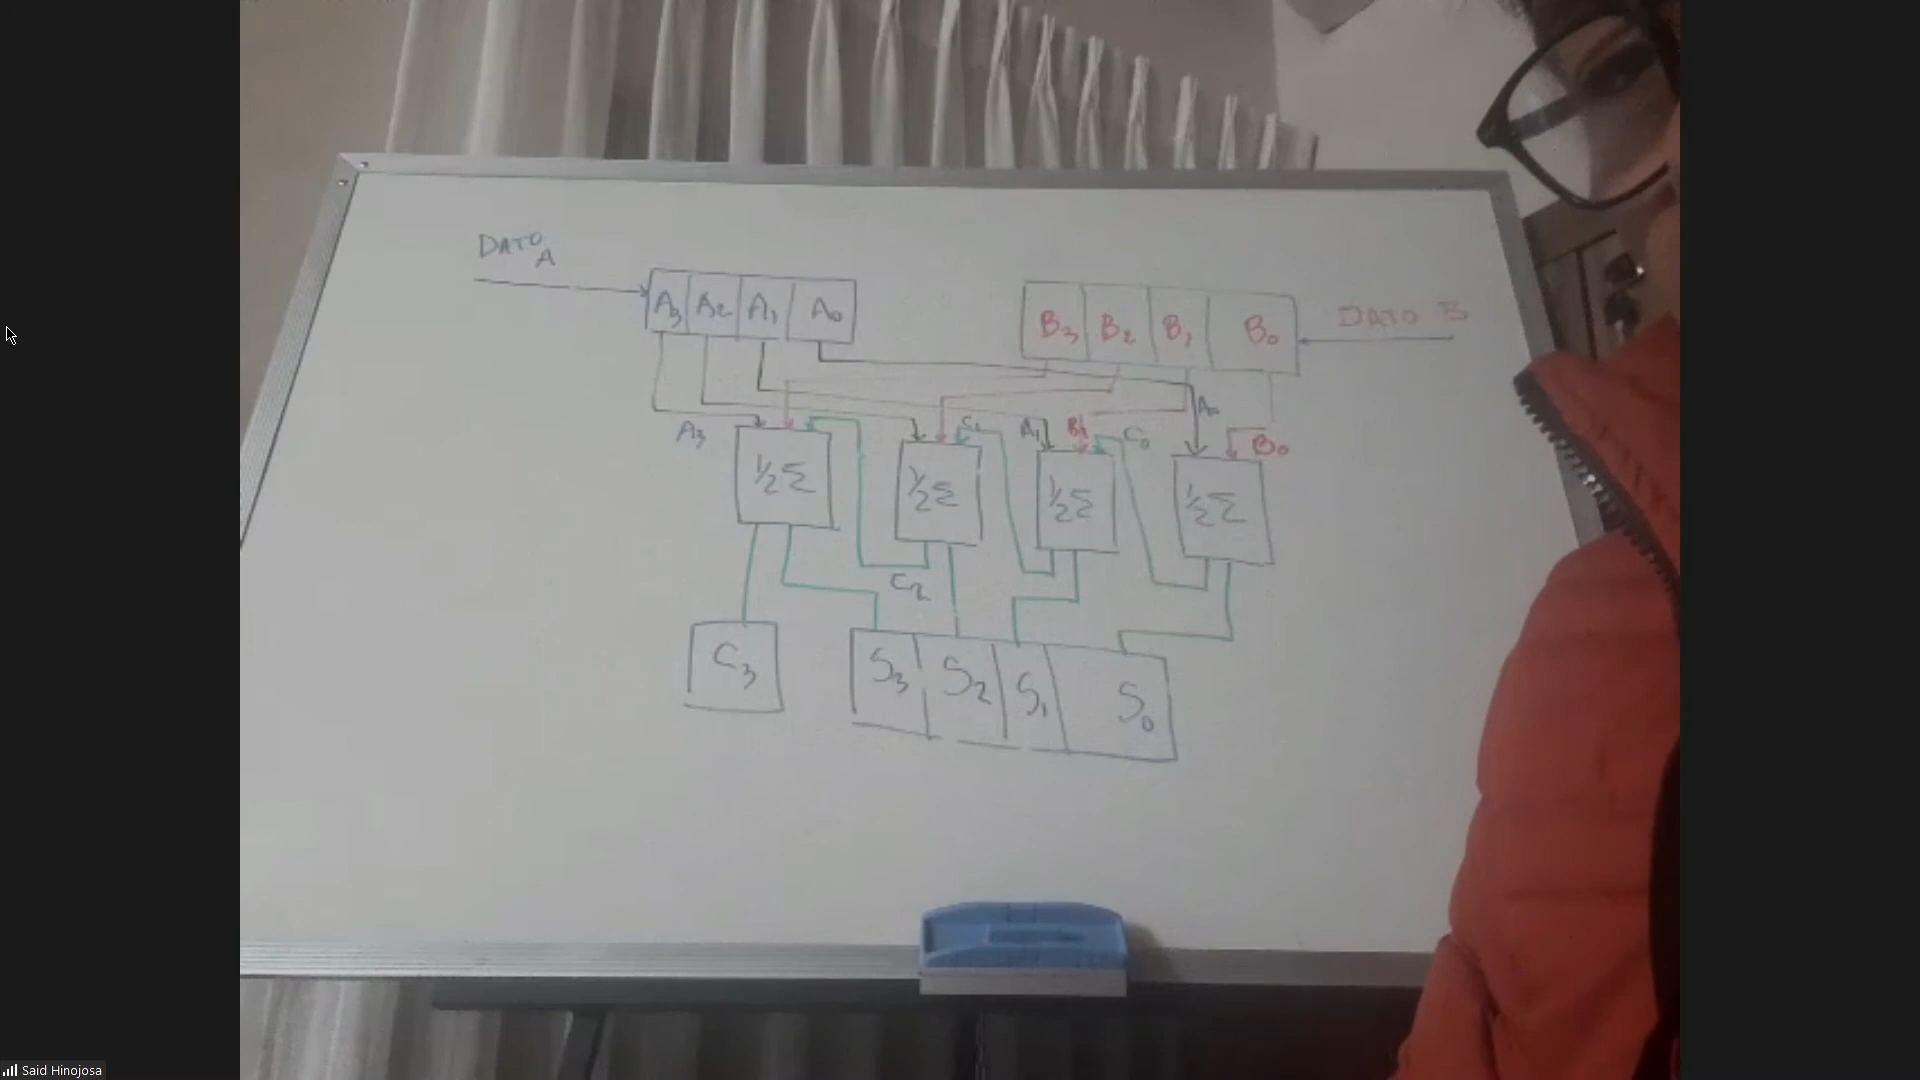 DATO A
A3 A2 A1 A0
B3 B2 B1 B0
DATO B
A3
C1
A1
B1
C0
A0
B0
½Σ ½Σ ½Σ ½Σ
C2
C3
S3 S2 S1 S0
Said Hinojosa